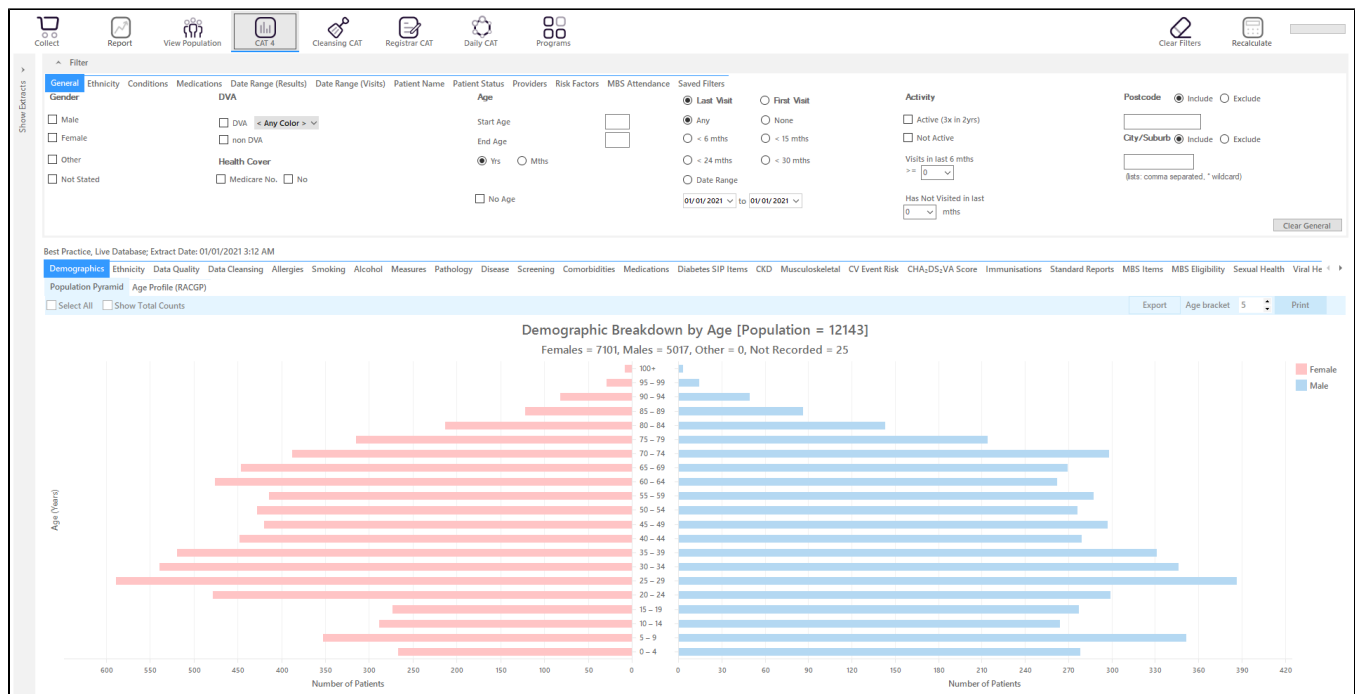 Collect Report View Population CAT 4 Cleansing CAT Registrar CAT Daily CAT Programs Clear Filters Recalculate
Show Extracts
Filter
General Ethnicity Conditions Medications Date Range (Results) Date Range (Visits) Patient Name Patient Status Providers Risk Factors MBS Attendance Saved Filters
Gender DVA Age Last Visit First Visit Activity Postcode Include Exclude
Male DVA < Any Color > Start Age Any None Active (3x in 2yrs)
Female non DVA End Age < 6 mths < 15 mths Not Active City/Suburb Include Exclude
Other Health Cover Yrs Mths < 24 mths < 30 mths Visits in last 6 mths
>= 0
Not Stated Medicare No. No Date Range (lists: comma separated, * wildcard)
No Age 01/01/2021 to 01/01/2021 Has Not Visited in last
0 mths
Clear General
Best Practice, Live Database; Extract Date: 01/01/2021 3:12 AM
Demographics Ethnicity Data Quality Data Cleansing Allergies Smoking Alcohol Measures Pathology Disease Screening Comorbidities Medications Diabetes SIP Items CKD Musculoskeletal CV Event Risk CHA₂DS₂VA Score Immunisations Standard Reports MBS Items MBS Eligibility Sexual Health Viral He
Population Pyramid Age Profile (RACGP)
Select All Show Total Counts Export Age bracket 5 Print
Demographic Breakdown by Age [Population = 12143]
Females = 7101, Males = 5017, Other = 0, Not Recorded = 25
Female
Male
Age (Years)
100+
95 – 99
90 – 94
85 – 89
80 – 84
75 – 79
70 – 74
65 – 69
60 – 64
55 – 59
50 – 54
45 – 49
40 – 44
35 – 39
30 – 34
25 – 29
20 – 24
15 – 19
10 – 14
5 – 9
0 – 4
600 550 500 450 400 350 300 250 200 150 100 50 0 0 30 60 90 120 150 180 210 240 270 300 330 360 390 420
Number of Patients Number of Patients